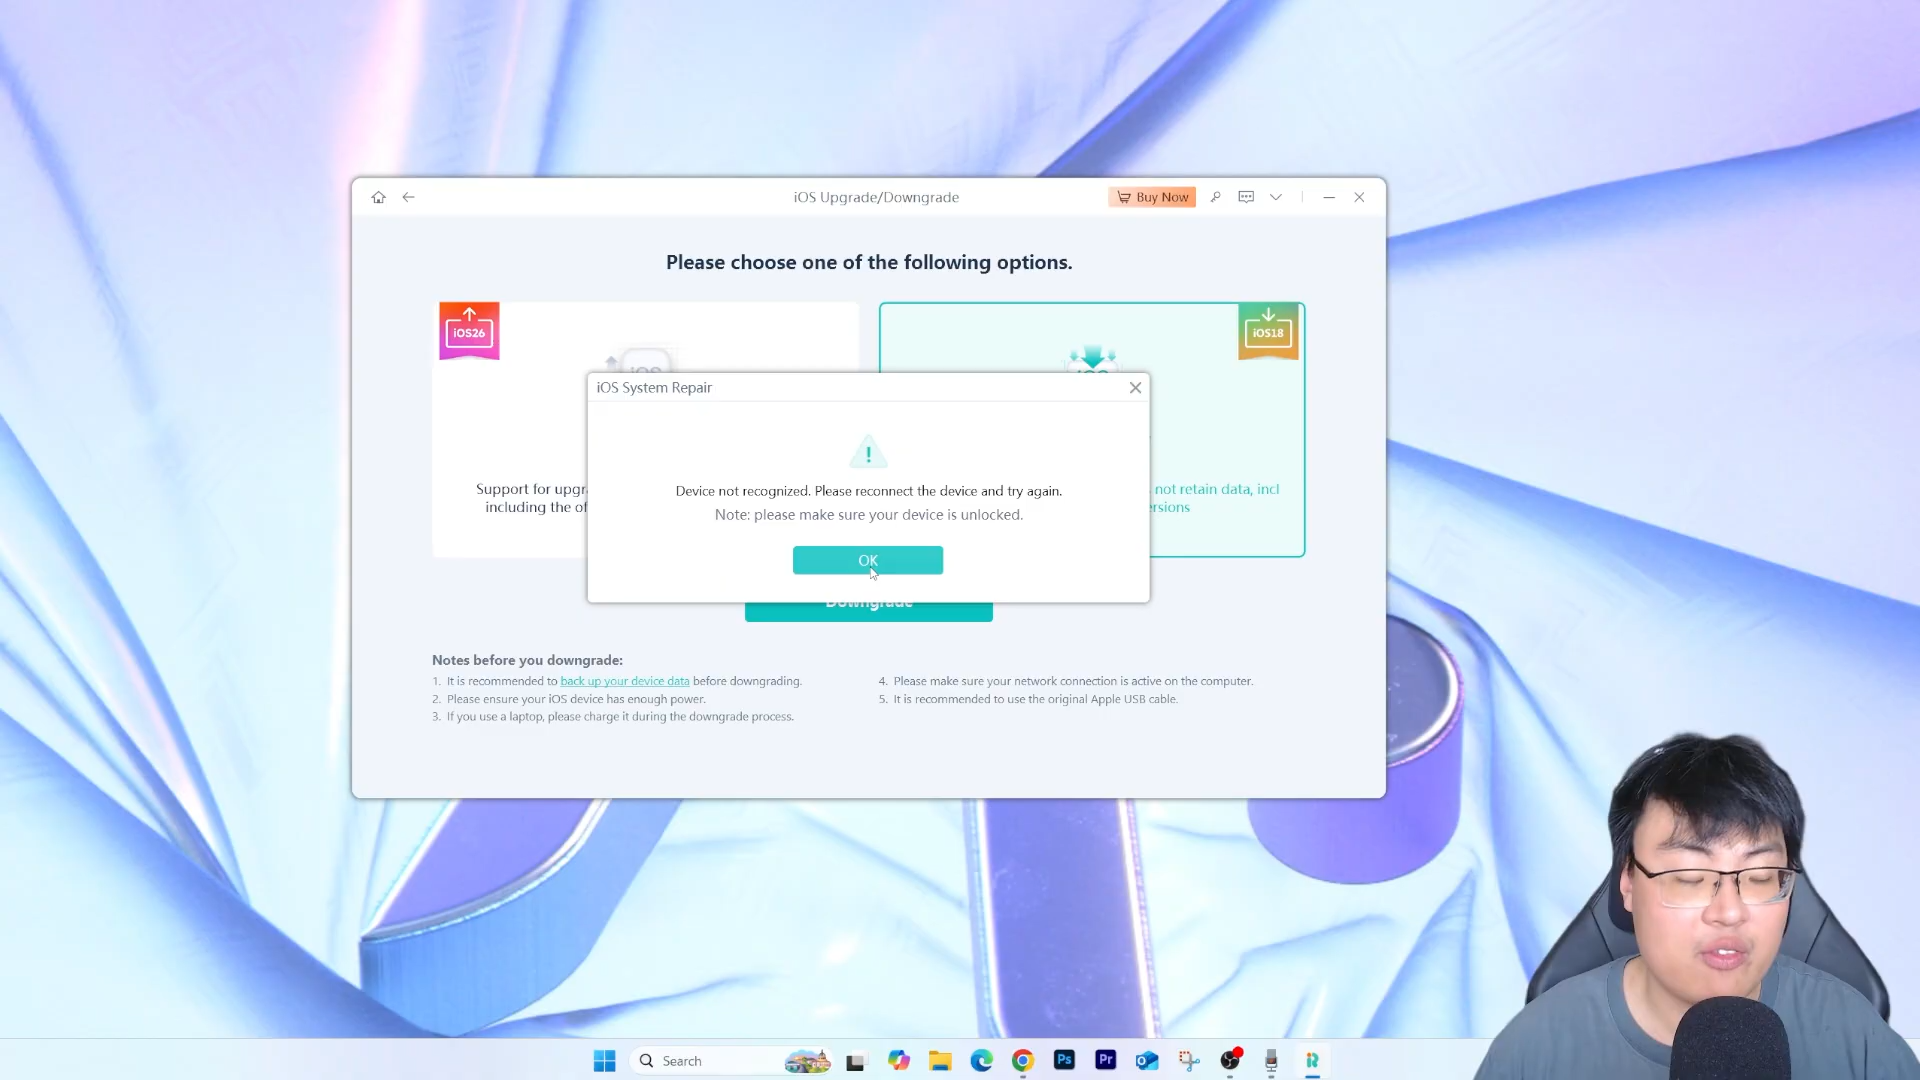 iOS Upgrade/Downgrade
Buy Now
Please choose one of the following options.
iOS26
iOS18
iOS System Repair
Device not recognized. Please reconnect the device and try again.
Note: please make sure your device is unlocked.
OK
Support for upgr
including the of
not retain data, incl
ersions
Downgrade
Notes before you downgrade:
1. It is recommended to back up your device data before downgrading.
2. Please ensure your iOS device has enough power.
3. If you use a laptop, please charge it during the downgrade process.
4. Please make sure your network connection is active on the computer.
5. It is recommended to use the original Apple USB cable.
Search
Ps
Pr